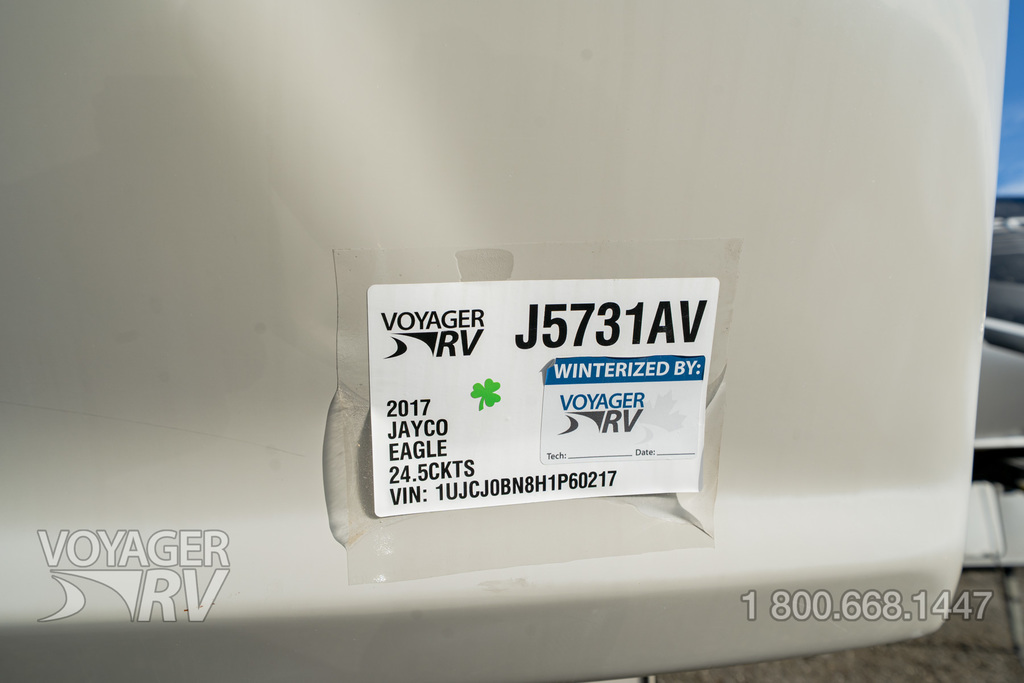 VOYAGER
RV
J5731AV
WINTERIZED BY:
VOYAGER
RV
Tech: Date:
2017
JAYCO
EAGLE
24.5CKTS
VIN: 1UJCJ0BN8H1P60217
VOYAGER
RV
1 800.668.1447